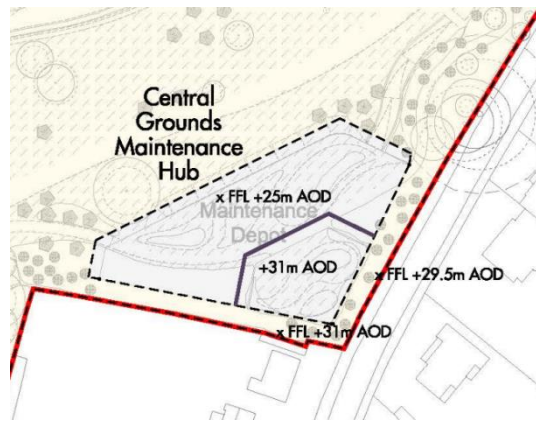 Central
Grounds
Maintenance
Hub
x FFL +25m AOD
Maintenance
Depot
+31m AOD
x FFL +29.5m AOD
x FFL +31m AOD